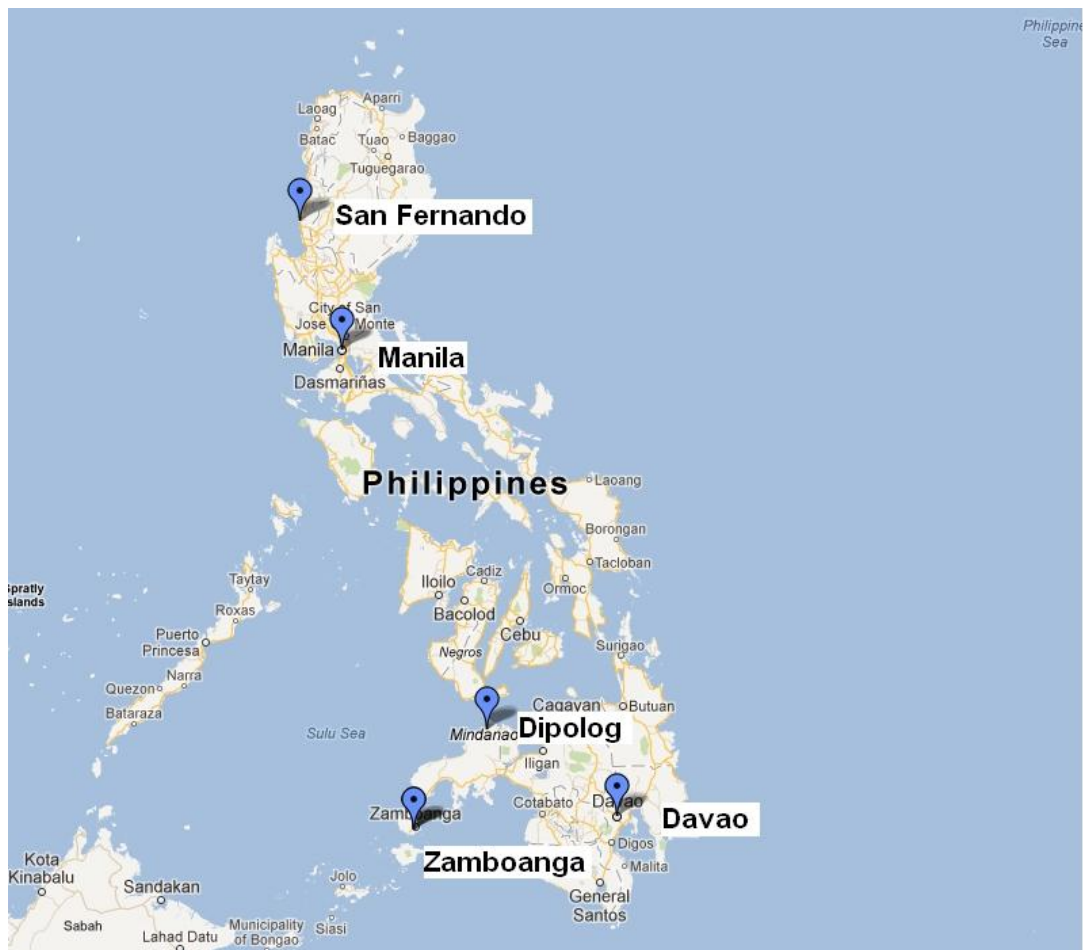 Philippine
Sea
Aparri
Laoag
Batac
Tuao
Baggao
Tuguegarao
San Fernando
City of San
Jose
Monte
Manila
Manila
Dasmariñas
Philippines
Laoang
Borongan
Tacloban
Ormoc
Cadiz
Iloilo
Bacolod
Cebu
Negros
Taytay
Spratly
Islands
Roxas
Puerto
Princesa
Narra
Quezon
Bataraza
Surigao
Cagayan
Butuan
Dipolog
Mindanao
Sulu Sea
Iligan
Cotabato
Davao
Davao
Zamboanga
Zamboanga
Digos
Malita
General
Santos
Kota
Kinabalu
Sandakan
Jolo
Sabah
Municipality
of Bongao
Siasi
Lahad Datu